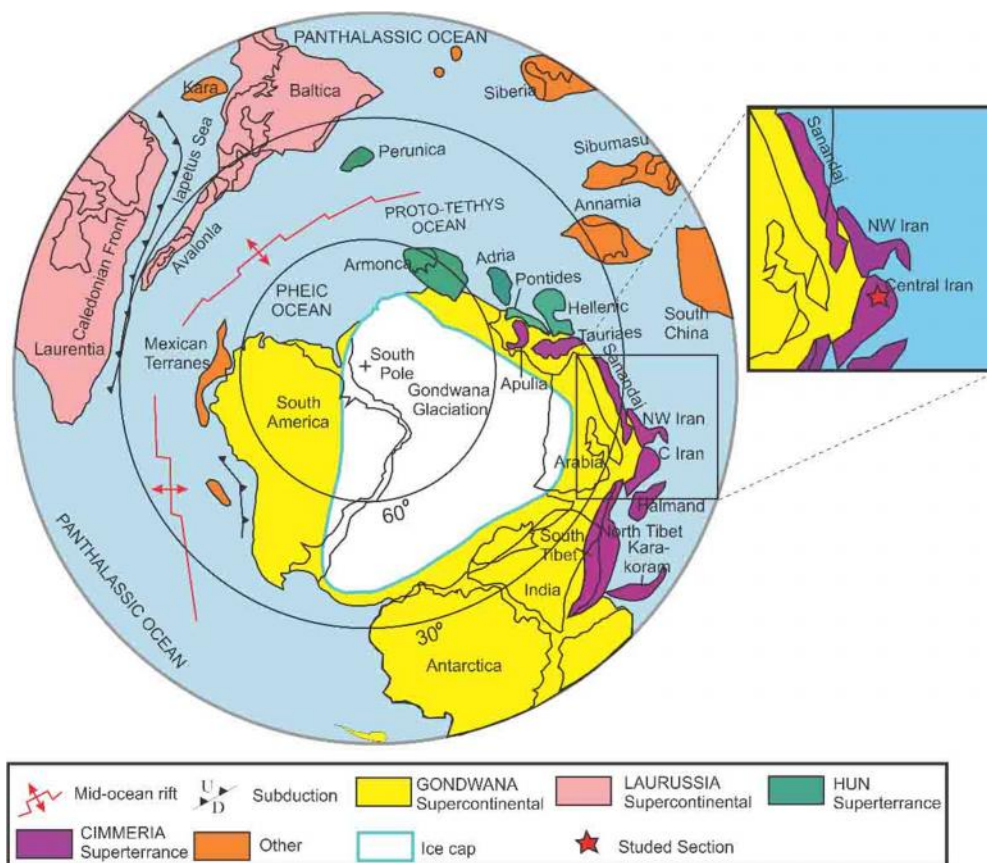 PANTHALASSIC OCEAN
Kara
Baltica
Siberia
Iapetus Sea
Perunica
Sibumasu
Annamia
PROTO-TETHYS
OCEAN
Avalonia
Caledonian Front
Laurentia
Armonca
Adria
Pontides
Hellenic
Tauriaes
South
China
PHEIC
OCEAN
Mexican
Terranes
South
Pole
Gondwana
Glaciation
Apulia
Sanandaj
South
America
NW Iran
C Iran
Arabia
Halmand
60°
North Tibet
South
Tibet
Kara-
koram
India
PANTHALASSIC OCEAN
30°
Antarctica
Sanandaj
NW Iran
Central Iran
Mid-ocean rift
U
D
Subduction
GONDWANA
Supercontinental
LAURUSSIA
Supercontinental
HUN
Superterrance
CIMMERIA
Superterrance
Other
Ice cap
Studed Section